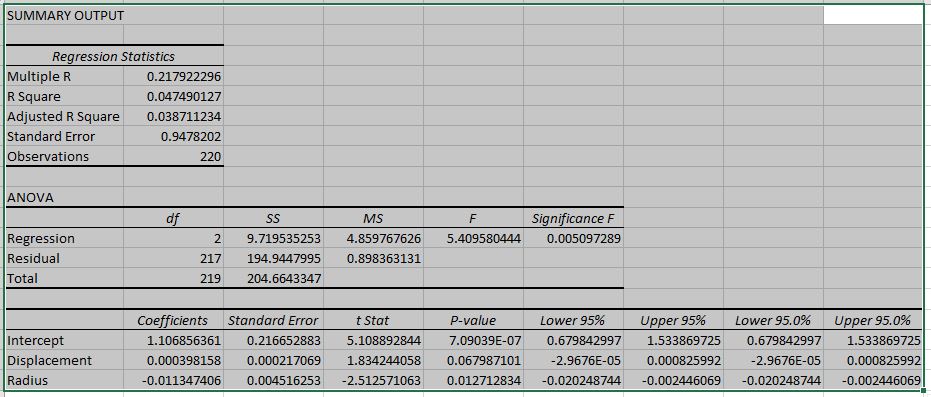 SUMMARY OUTPUT
Regression Statistics
Multiple R 0.217922296
R Square 0.047490127
Adjusted R Square 0.038711234
Standard Error 0.9478202
Observations 220
ANOVA
df SS MS F Significance F
Regression 2 9.719535253 4.859767626 5.409580444 0.005097289
Residual 217 194.9447995 0.898363131
Total 219 204.6643347
Coefficients Standard Error t Stat P-value Lower 95% Upper 95% Lower 95.0% Upper 95.0%
Intercept 1.106856361 0.216652883 5.108892844 7.09039E-07 0.679842997 1.533869725 0.679842997 1.533869725
Displacement 0.000398158 0.000217069 1.834244058 0.067987101 -2.9676E-05 0.000825992 -2.9676E-05 0.000825992
Radius -0.011347406 0.004516253 -2.512571063 0.012712834 -0.020248744 -0.002446069 -0.020248744 -0.002446069